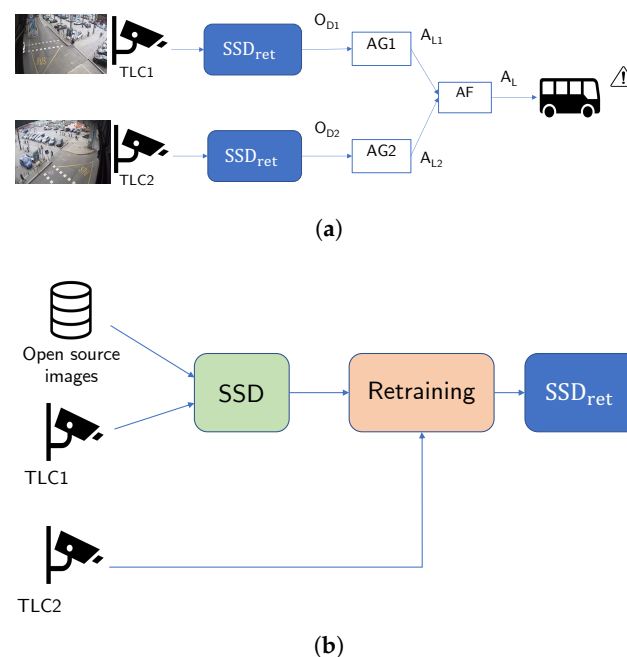 TLC1
SSD_ret
O_D1
AG1
A_L1
AF
A_L
TLC2
SSD_ret
O_D2
AG2
A_L2
(a)
Open source
images
TLC1
SSD
Retraining
SSD_ret
TLC2
(b)